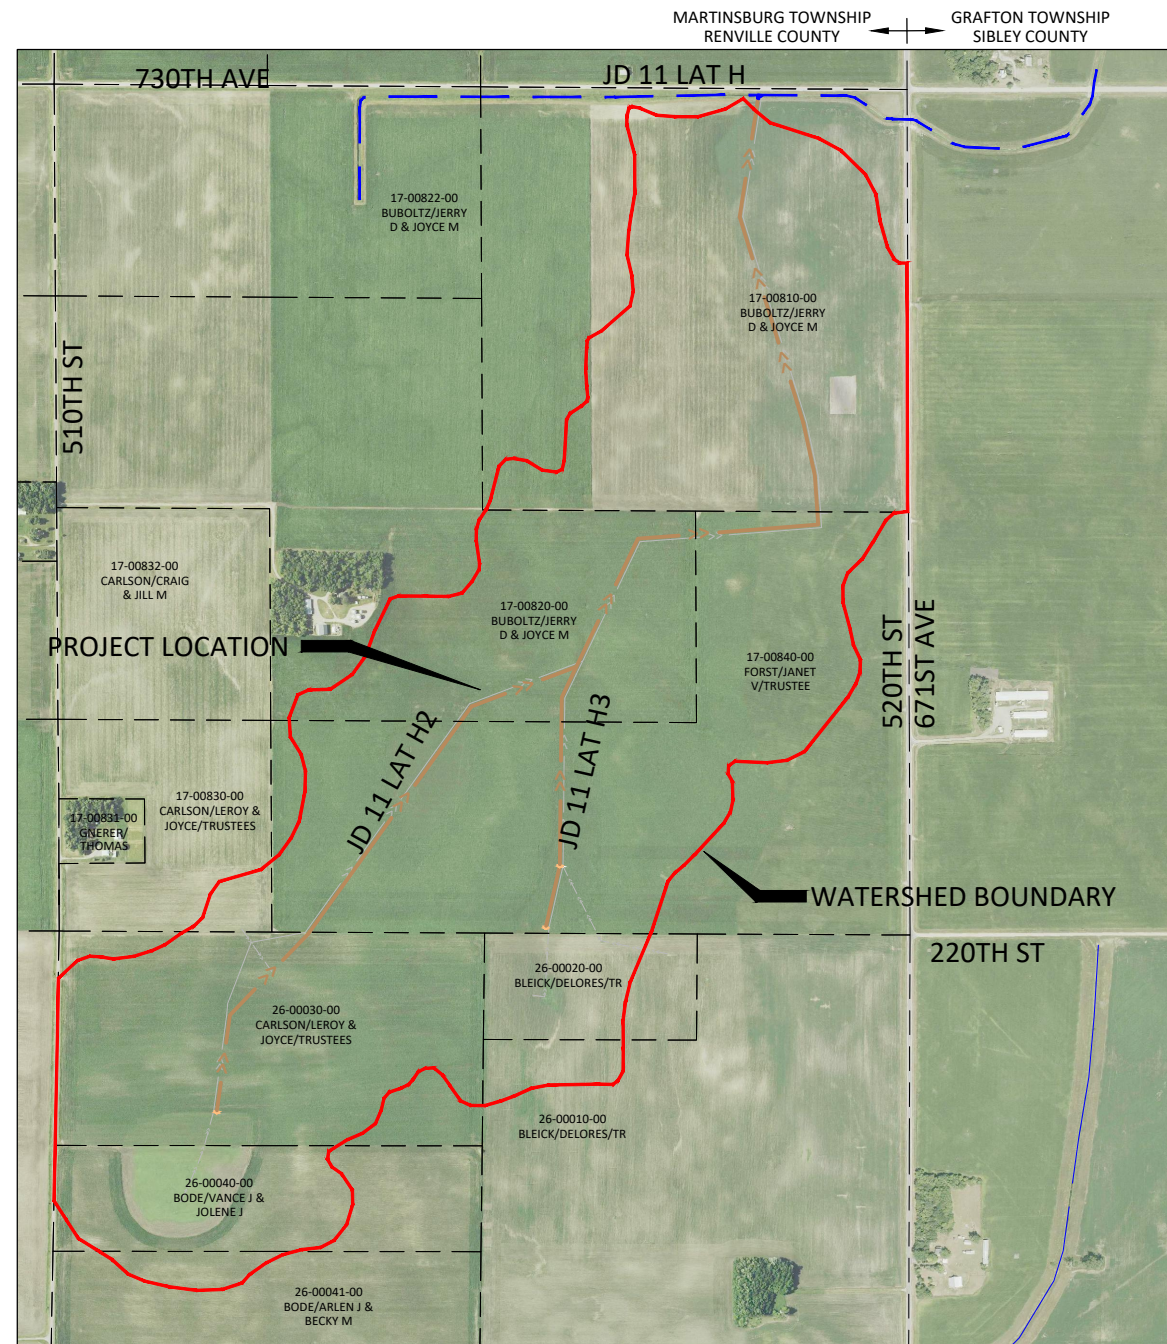 MARTINSBURG TOWNSHIP
RENVILLE COUNTY
GRAFTON TOWNSHIP
SIBLEY COUNTY
730TH AVE
JD 11 LAT H
17-00822-00
BUBOLTZ/JERRY
D & JOYCE M
17-00810-00
BUBOLTZ/JERRY
D & JOYCE M
510TH ST
17-00832-00
CARLSON/CRAIG
& JILL M
17-00820-00
BUBOLTZ/JERRY
D & JOYCE M
PROJECT LOCATION
17-00840-00
FORST/JANET
V/TRUSTEE
520TH ST
671ST AVE
JD 11 LAT H2
JD 11 LAT H3
17-00830-00
CARLSON/LEROY &
JOYCE/TRUSTEES
17-00831-00
GNERER/
THOMAS
WATERSHED BOUNDARY
220TH ST
26-00020-00
BLEICK/DELORES/TR
26-00030-00
CARLSON/LEROY &
JOYCE/TRUSTEES
26-00010-00
BLEICK/DELORES/TR
26-00040-00
BODE/VANCE J &
JOLENE J
26-00041-00
BODE/ARLEN J &
BECKY M